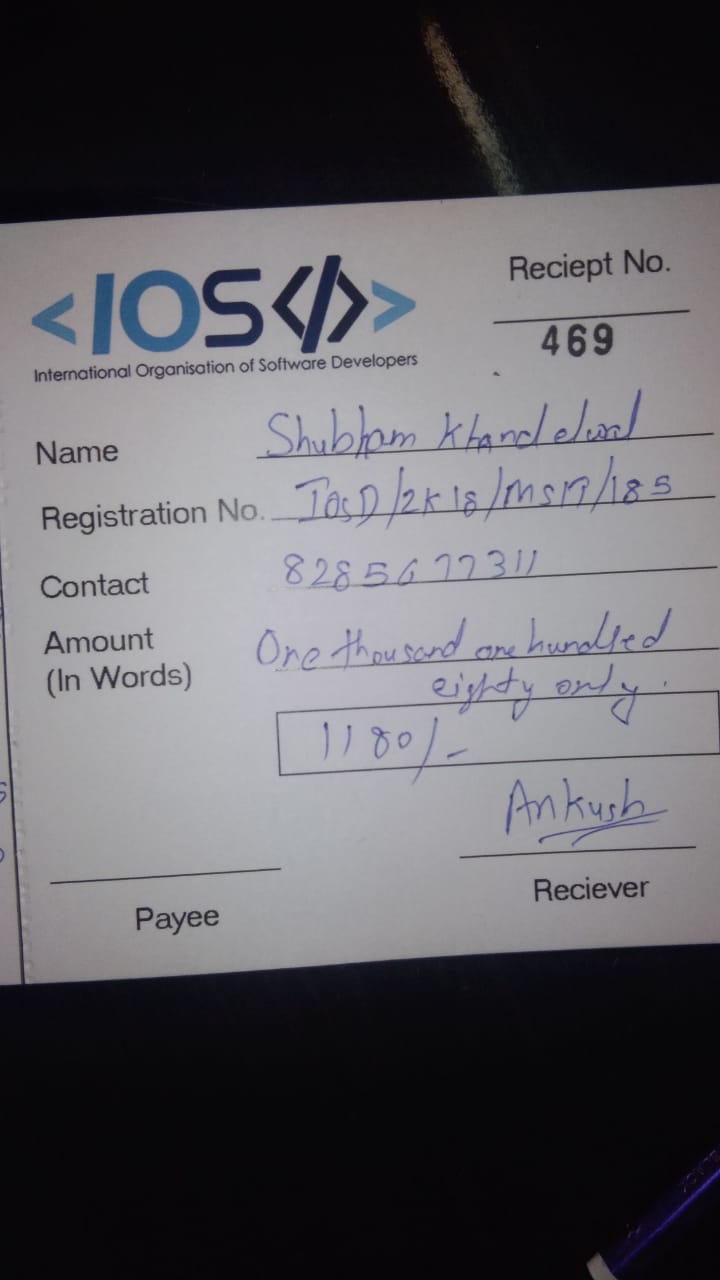 <IOS</>>
International Organisation of Software Developers
Reciept No.
469
Name Shubham Khandelwal
Registration No. IOSD/2K18/MSIT/185
Contact 8285677311
Amount (In Words) One thousand one hundred
eighty only.
1180/-
Ankush
Payee
Reciever